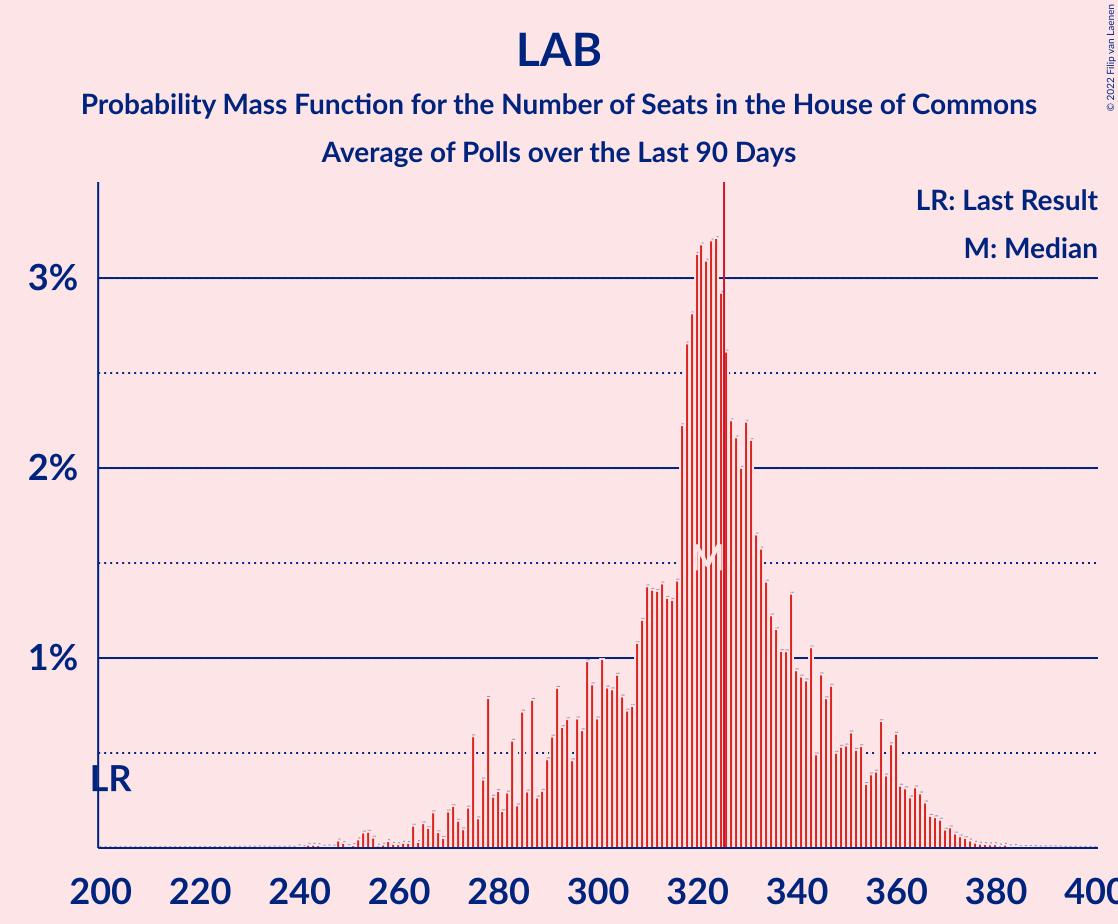 LAB
Probability Mass Function for the Number of Seats in the House of Commons
Average of Polls over the Last 90 Days
© 2022 Filip van Laenen
LR: Last Result
M: Median
3%
2%
M
1%
LR
200 220 240 260 280 300 320 340 360 380 400